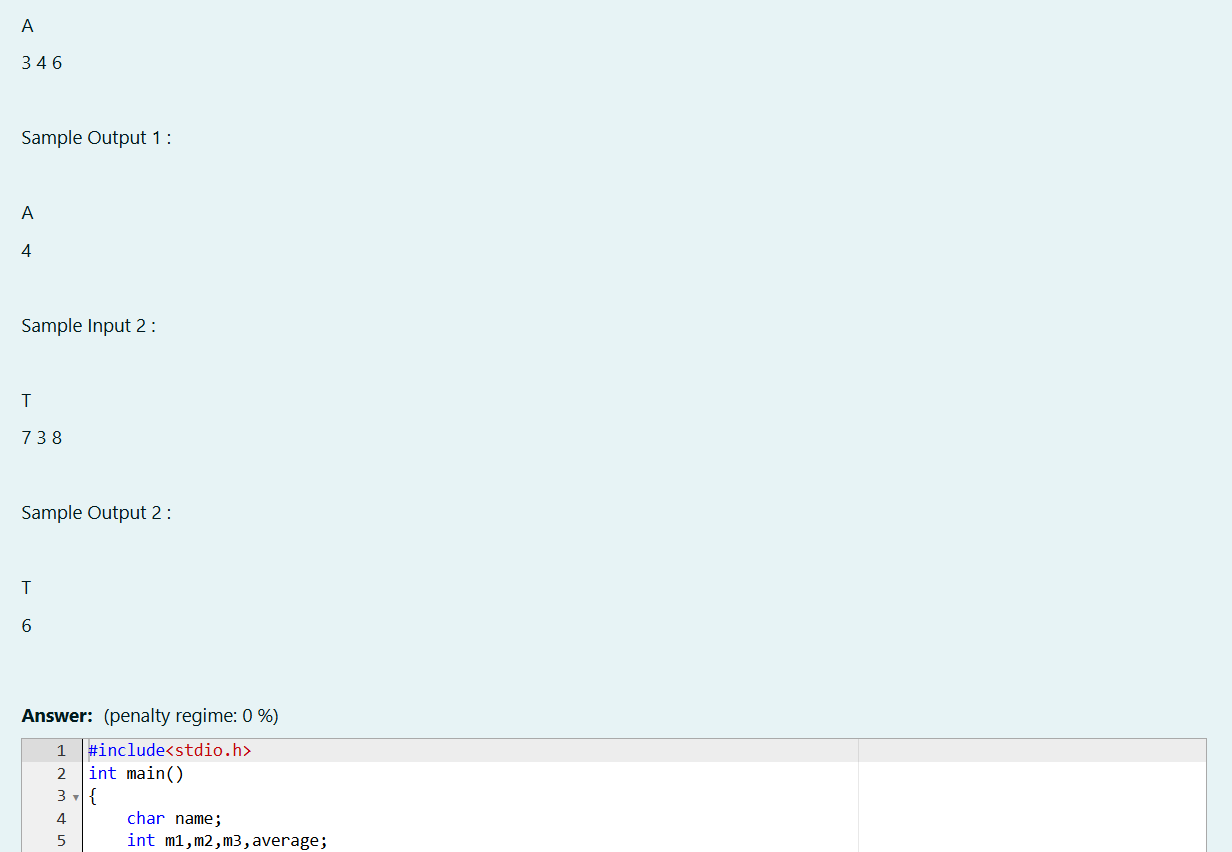 A
3 4 6
Sample Output 1 :
A
4
Sample Input 2 :
T
7 3 8
Sample Output 2 :
T
6
Answer: (penalty regime: 0 %)
1 #include<stdio.h>
2 int main()
3 {
4 char name;
5 int m1,m2,m3,average;